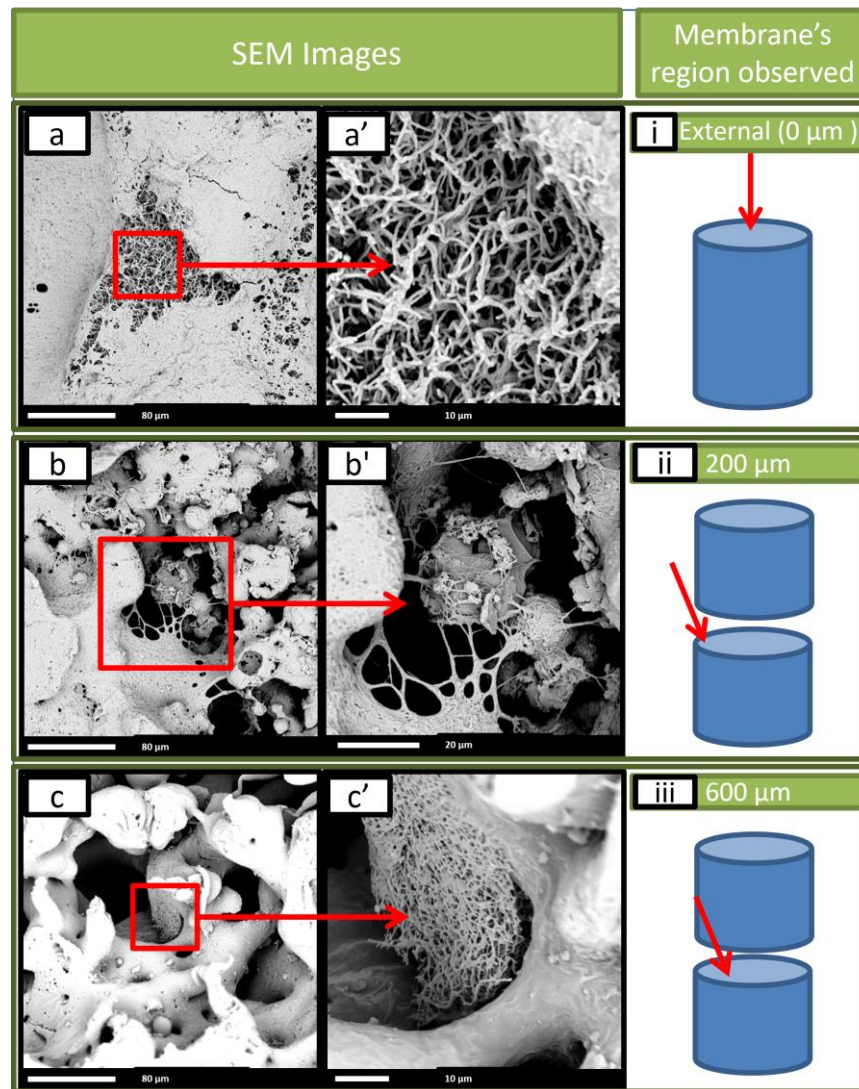 SEM Images
Membrane's
region observed
a
a'
i
External (0 µm )
80 µm
10 µm
b
b'
ii
200 µm
80 µm
20 µm
c
c’
iii
600 µm
80 µm
10 µm